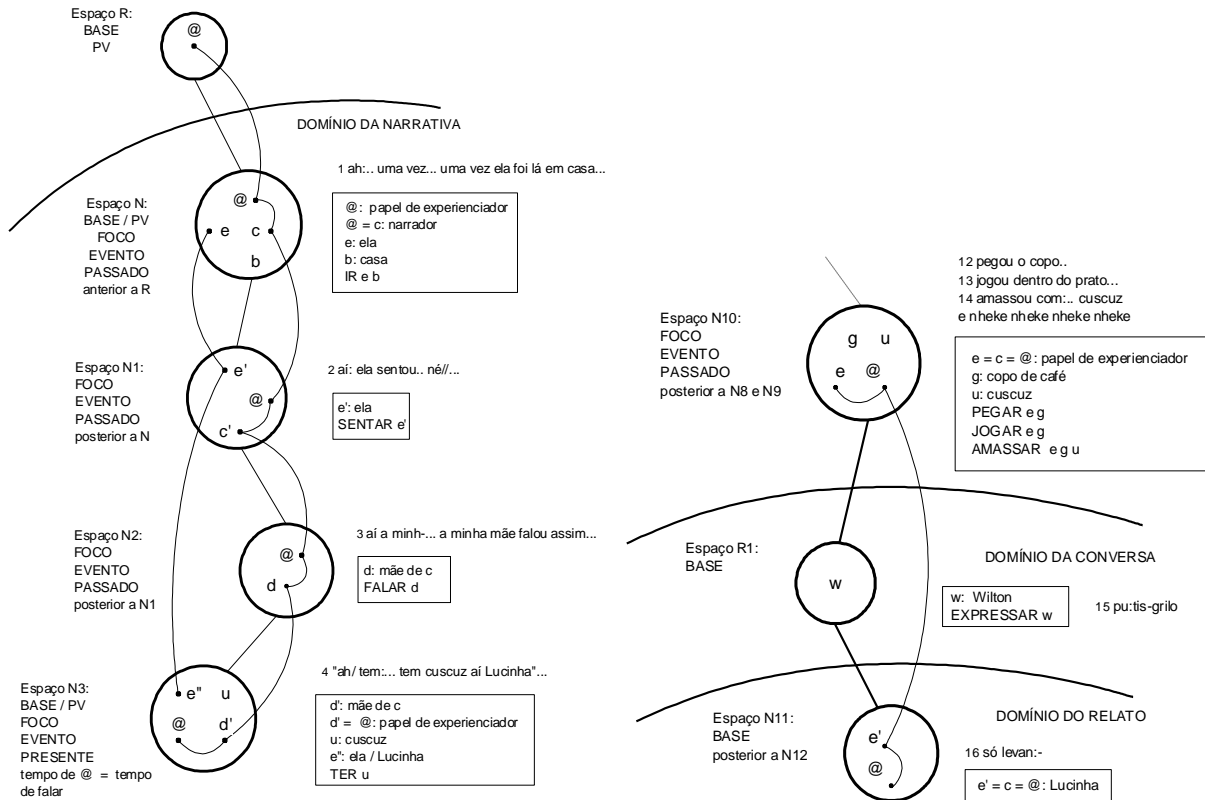 Espaço R:
BASE
PV
@
DOMÍNIO DA NARRATIVA
1 ah:.. uma vez... uma vez ela foi lá em casa...
Espaço N:
BASE / PV
FOCO
EVENTO
PASSADO
anterior a R
@
e c
b
@: papel de experienciador
@ = c: narrador
e: ela
b: casa
IR e b
Espaço N1:
FOCO
EVENTO
PASSADO
posterior a N
e'
@
c'
2 aí: ela sentou.. né//...
e': ela
SENTAR e'
Espaço N2:
FOCO
EVENTO
PASSADO
posterior a N1
@
d
3 aí a minh-... a minha mãe falou assim...
d: mãe de c
FALAR d
Espaço N3:
BASE / PV
FOCO
EVENTO
PRESENTE
tempo de @ = tempo
de falar
e" u
@ d'
4 "ah/ tem:... tem cuscuz aí Lucinha"...
d': mãe de c
d' = @: papel de experienciador
u: cuscuz
e": ela / Lucinha
TER u
12 pegou o copo..
13 jogou dentro do prato...
14 amassou com:.. cuscuz
e nheke nheke nheke nheke
Espaço N10:
FOCO
EVENTO
PASSADO
posterior a N8 e N9
g u
e @
e = c = @: papel de experienciador
g: copo de café
u: cuscuz
PEGAR e g
JOGAR e g
AMASSAR e g u
Espaço R1:
BASE
w
DOMÍNIO DA CONVERSA
w: Wilton
EXPRESSAR w
15 pu:tis-grilo
Espaço N11:
BASE
posterior a N12
e'
@
DOMÍNIO DO RELATO
16 só levan:-
e' = c = @: Lucinha